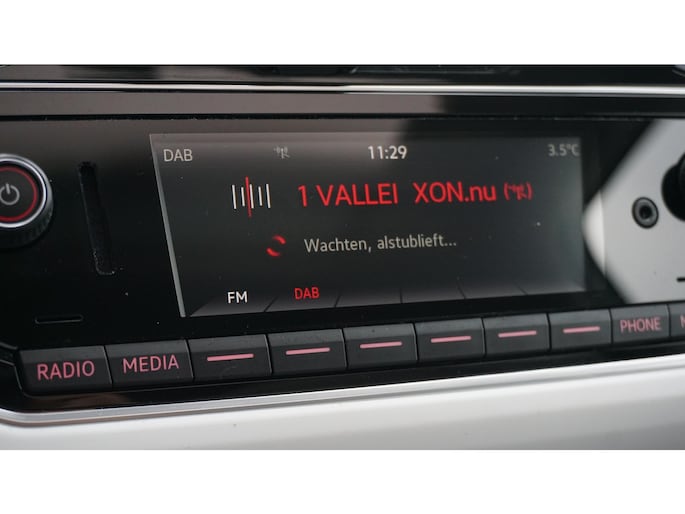 DAB 11:29 3.5°C
1 VALLEI XON.nu
Wachten, alstublieft...
FM DAB
RADIO MEDIA PHONE